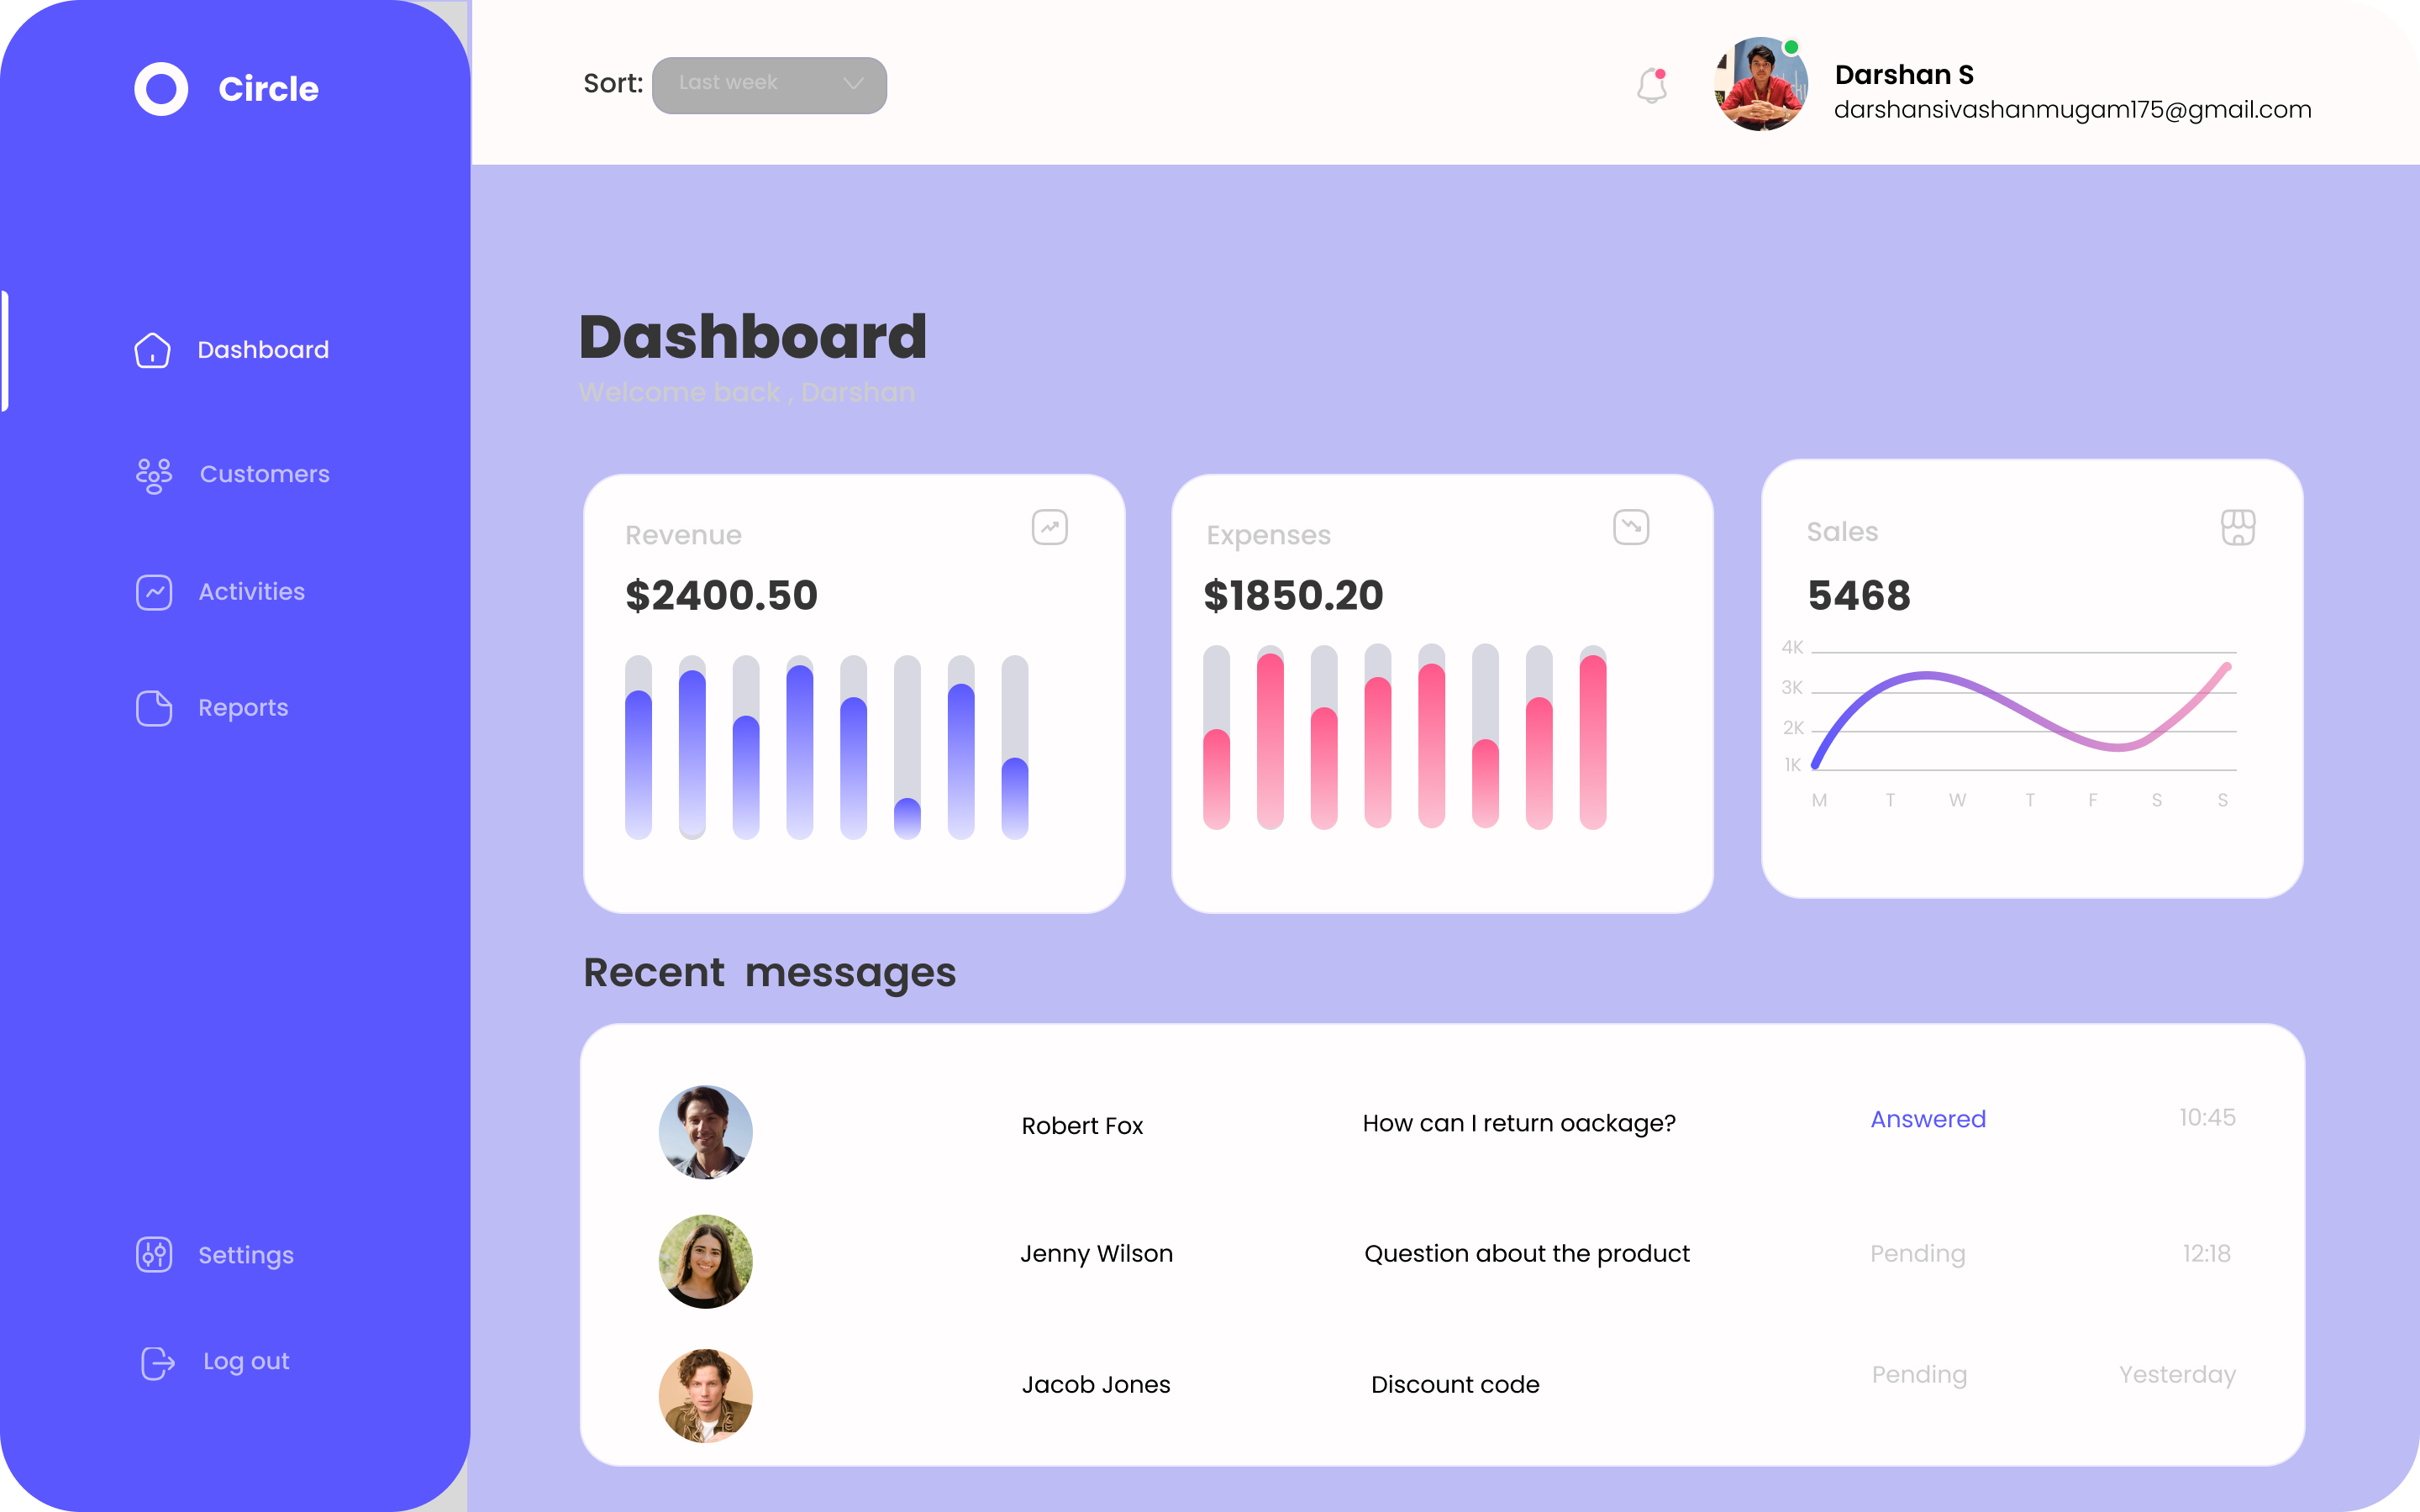 Circle
Dashboard
Customers
Activities
Reports
Settings
Log out
Sort:
Last week
Darshan S
darshansivashanmugam175@gmail.com
Dashboard
Welcome back , Darshan
Revenue
$2400.50
Expenses
$1850.20
Sales
5468
4K
3K
2K
1K
M T W T F S S
Recent messages
Robert Fox How can I return oackage? Answered 10:45
Jenny Wilson Question about the product Pending 12:18
Jacob Jones Discount code Pending Yesterday